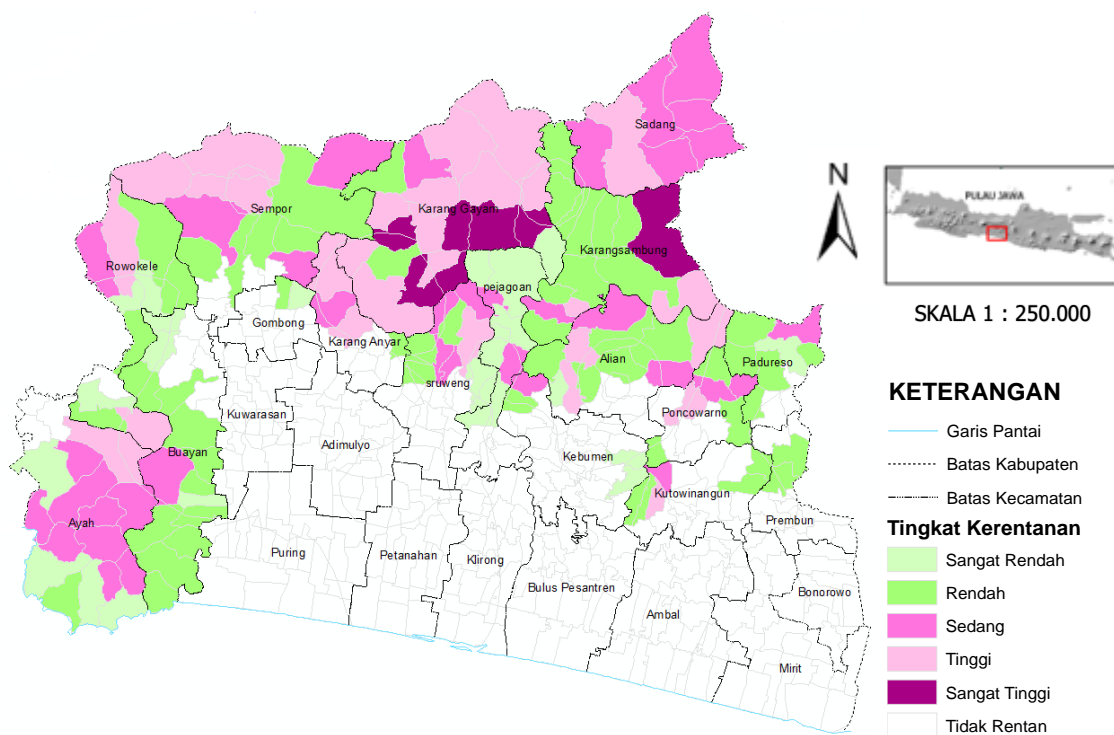 Sadang
N
PULAU JAWA
Sempor
Karang Gayam
Karangsambung
Rowokele
pejagoan
SKALA 1 : 250.000
Gombong
Karang Anyar
Alian
Padureso
sruweng
KETERANGAN
Kuwarasan
Poncowarno
Garis Pantai
Adimulyo
Buayan
Kebumen
Batas Kabupaten
Kutowinangun
Batas Kecamatan
Ayah
Prembun
Tingkat Kerentanan
Puring
Petanahan
Klirong
Sangat Rendah
Bulus Pesantren
Bonorowo
Rendah
Ambal
Sedang
Mirit
Tinggi
Sangat Tinggi
Tidak Rentan